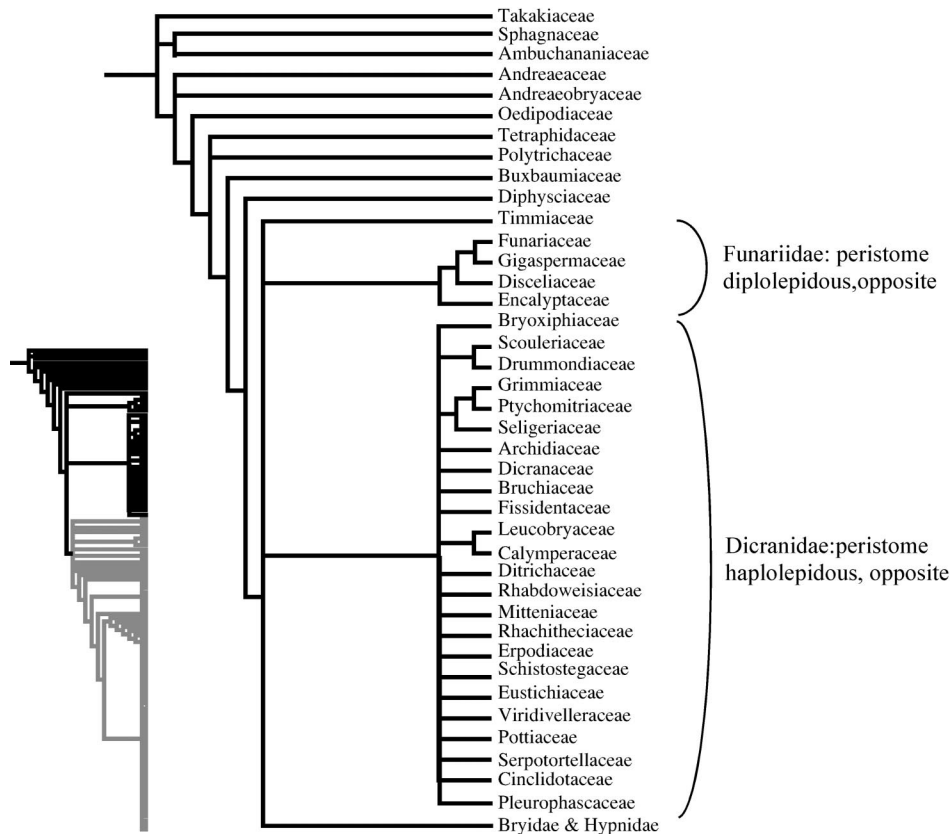 Takakiaceae
Sphagnaceae
Ambuchananiaceae
Andreaeaceae
Andreaeobryaceae
Oedipodiaceae
Tetraphidaceae
Polytrichaceae
Buxbaumiaceae
Diphysciaceae
Timmiaceae
Funariaceae
Gigaspermaceae
Disceliaceae
Encalyptaceae
Funariidae: peristome
diplolepidous,opposite
Bryoxiphiaceae
Scouleriaceae
Drummondiaceae
Grimmiaceae
Ptychomitriaceae
Seligeriaceae
Archidiaceae
Dicranaceae
Bruchiaceae
Fissidentaceae
Leucobryaceae
Calymperaceae
Ditrichaceae
Rhabdoweisiaceae
Mitteniaceae
Rhachitheciaceae
Erpodiaceae
Schistostegaceae
Eustichiaceae
Viridivelleraceae
Pottiaceae
Serpotortellaceae
Cinclidotaceae
Pleurophascaceae
Dicranidae:peristome
haplolepidous, opposite
Bryidae & Hypnidae